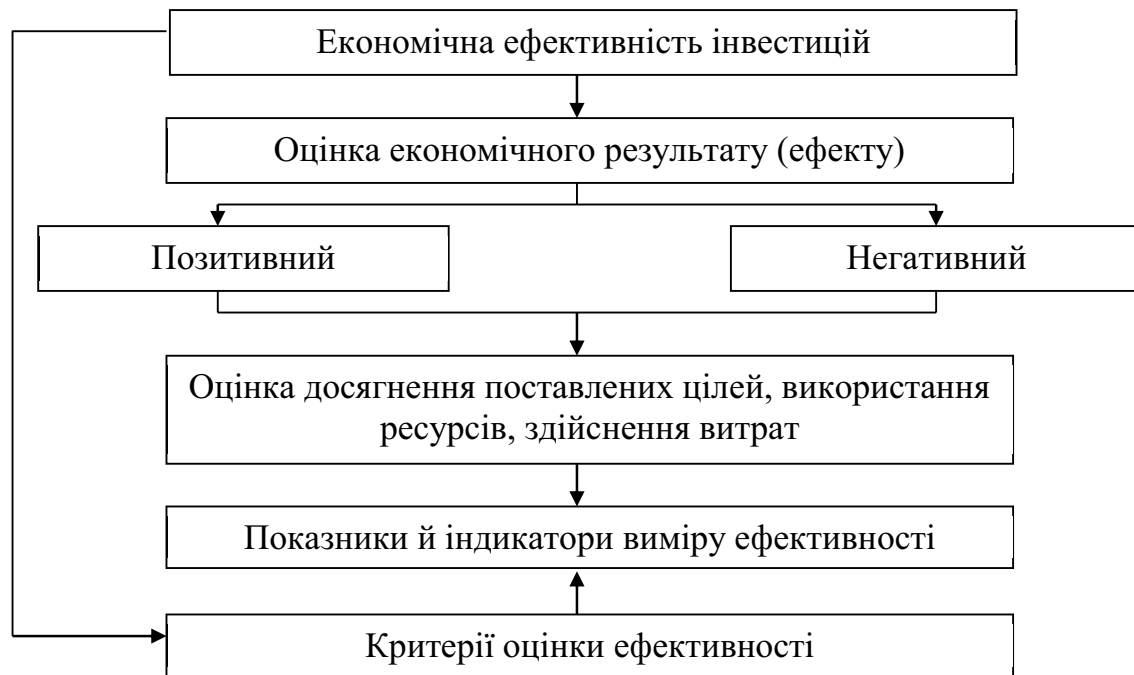 Економічна ефективність інвестицій
Оцінка економічного результату (ефекту)
Позитивний
Негативний
Оцінка досягнення поставлених цілей, використання
ресурсів, здійснення витрат
Показники й індикатори виміру ефективності
Критерії оцінки ефективності